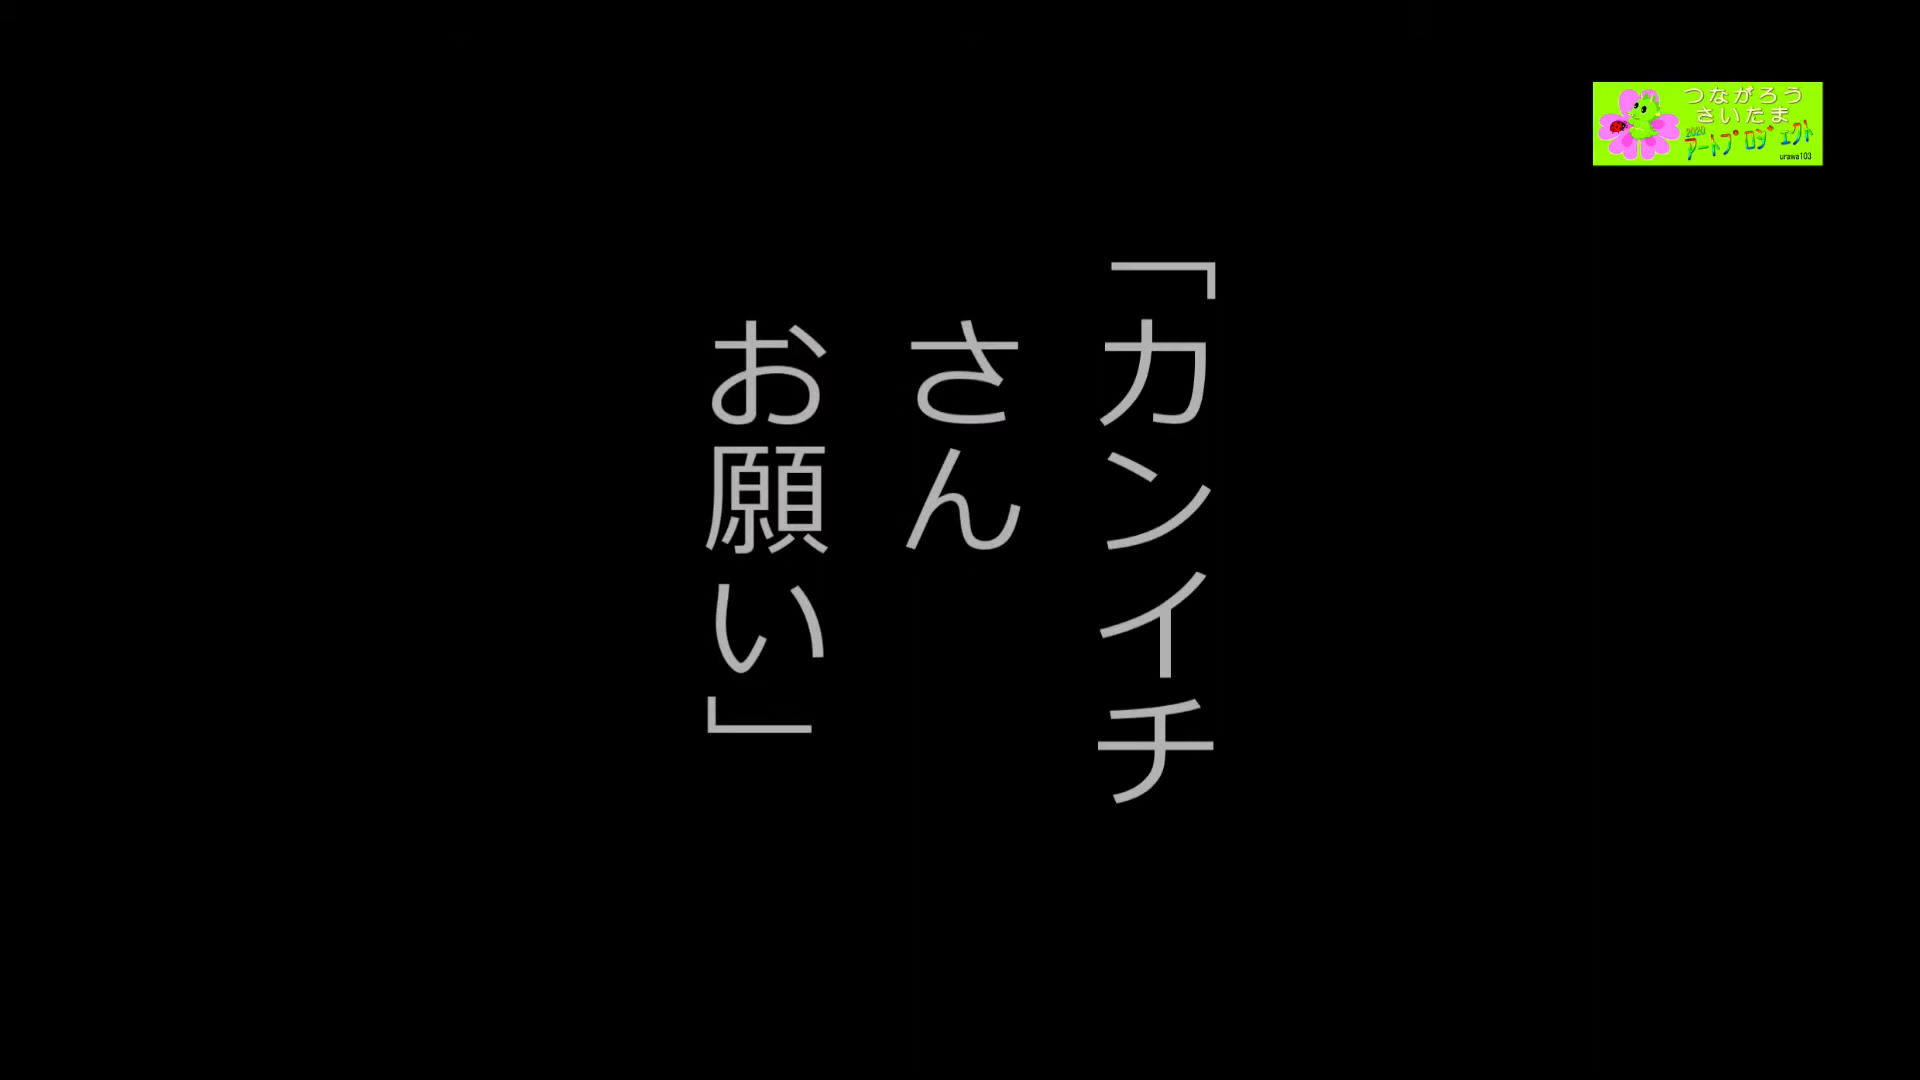 「カンイチ
さん
お願い」
つながろう
さいたま
2020
アートプロジェクト
urawa103